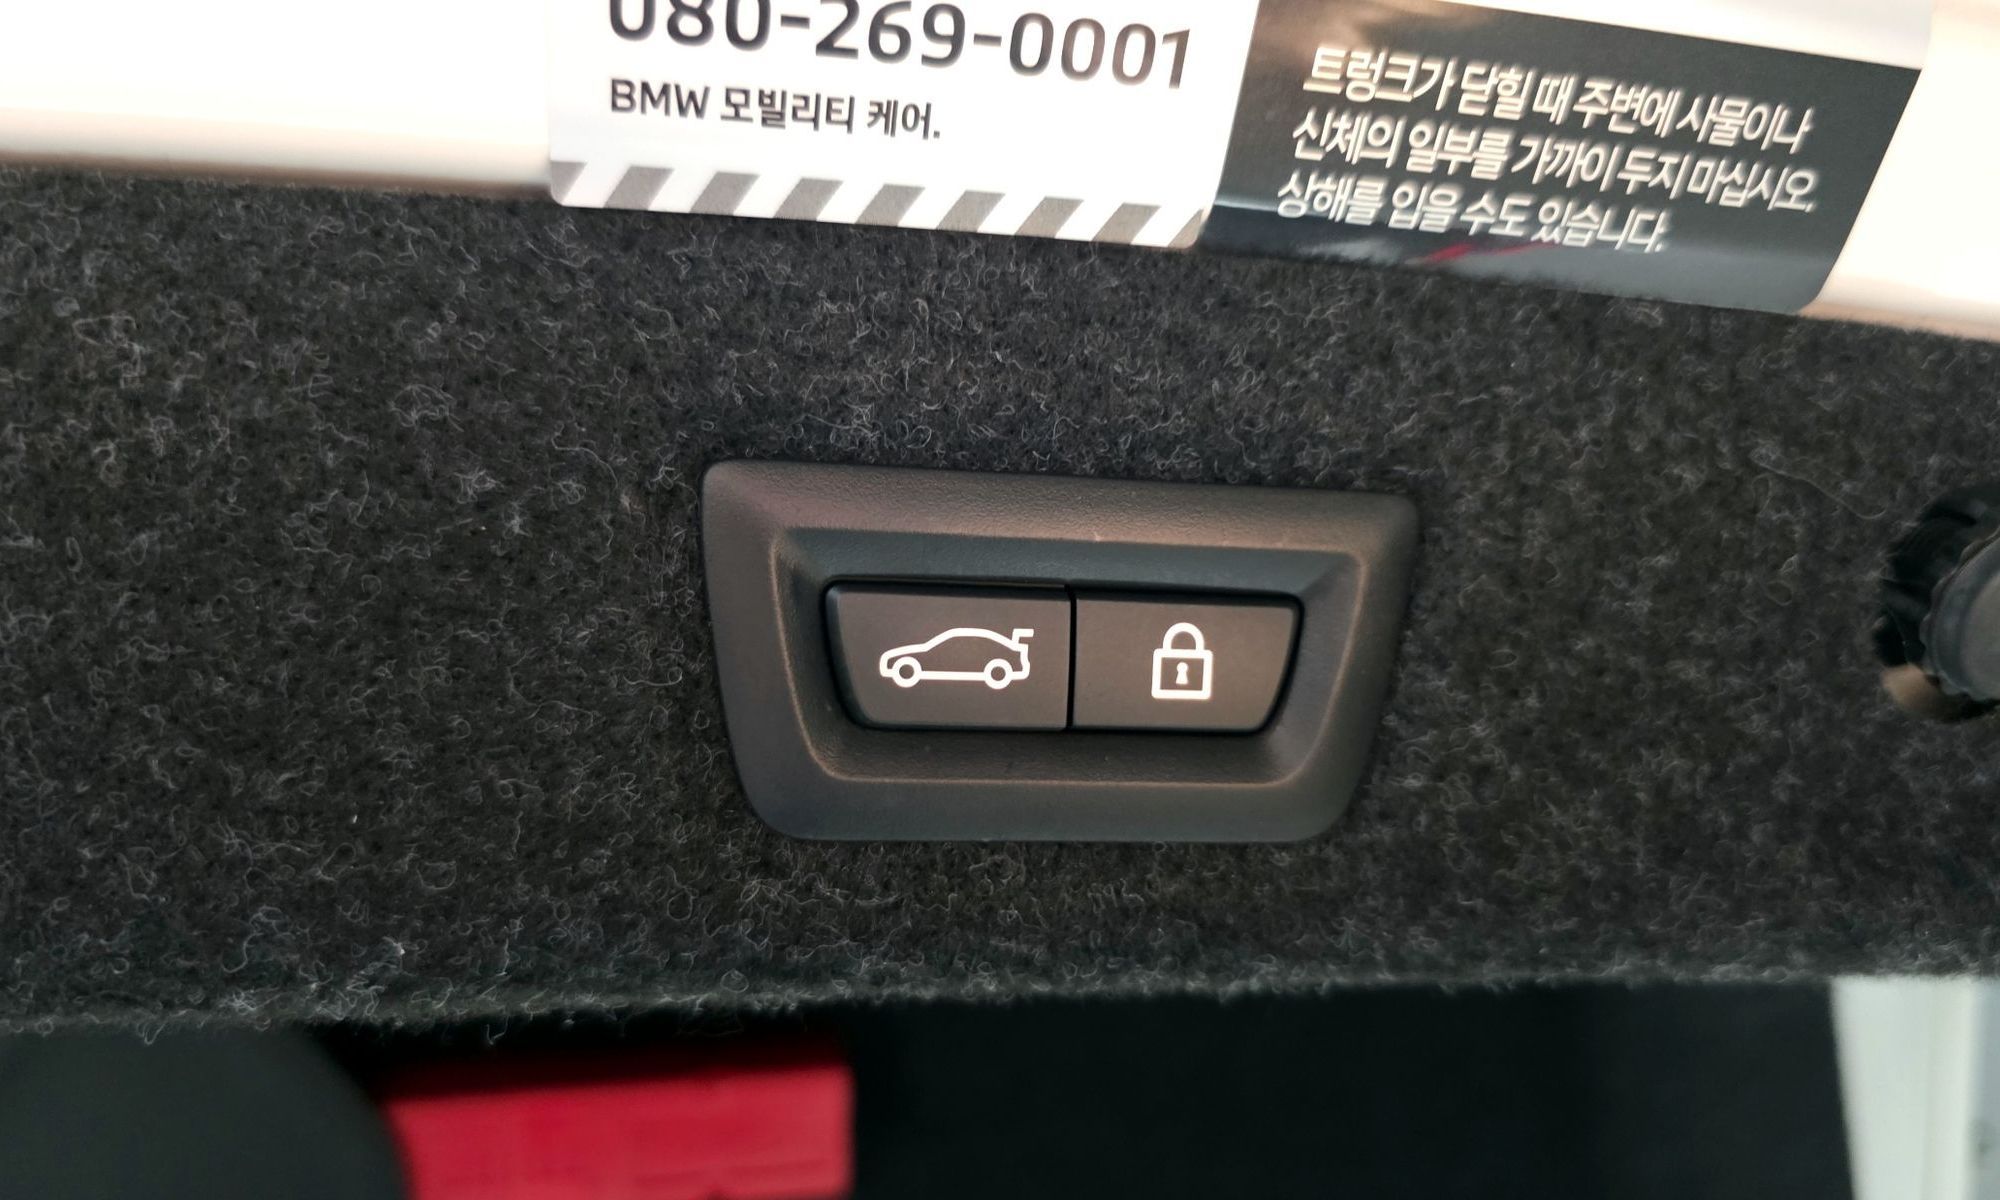 080-269-0001
BMW 모빌리티 케어.
트렁크가 닫힐 때 주변에 사물이나
신체의 일부를 가까이 두지 마십시오.
상해를 입을 수도 있습니다.